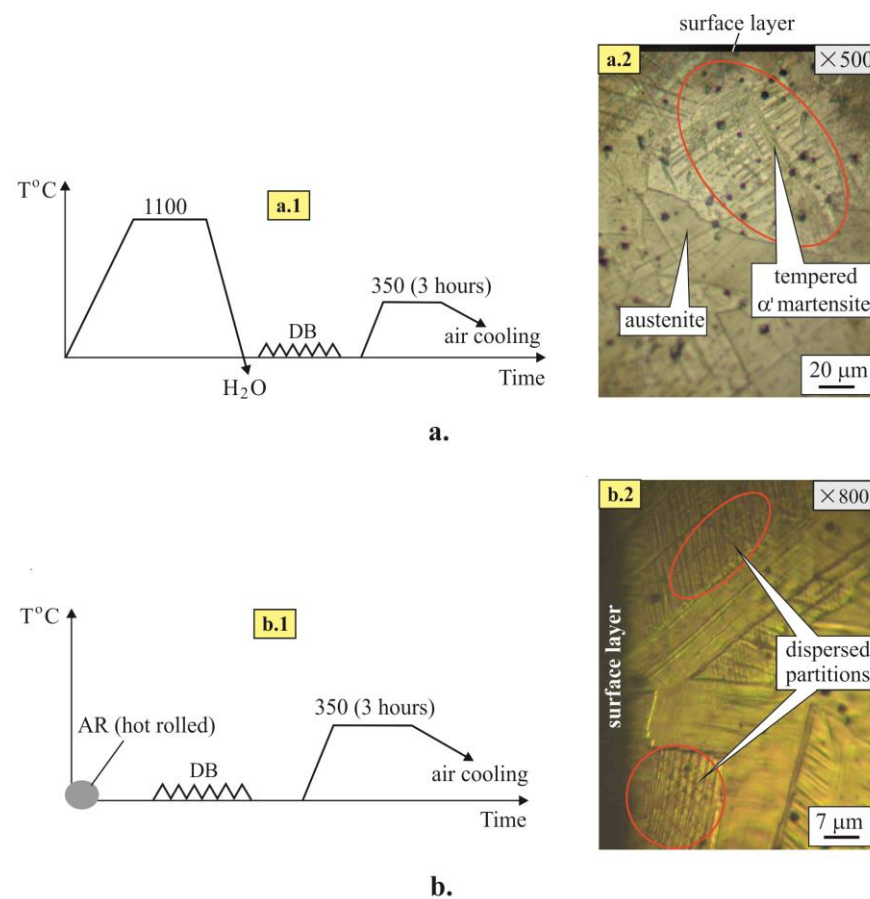 surface layer
a.2
×500
T°C
1100
a.1
350 (3 hours)
DB
air cooling
Time
H₂O
austenite
tempered
α' martensite
20 μm
a.
b.2
×800
T°C
b.1
AR (hot rolled)
350 (3 hours)
DB
air cooling
Time
surface layer
dispersed
partitions
7 μm
b.